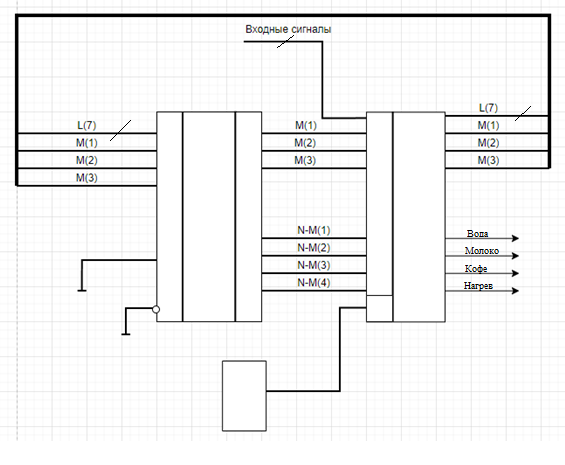 Входные сигналы
L(7)
M(1)
M(2)
M(3)
M(1)
M(2)
M(3)
L(7)
M(1)
M(2)
M(3)
N-M(1)
N-M(2)
N-M(3)
N-M(4)
Вода
Молоко
Кофе
Нагрев